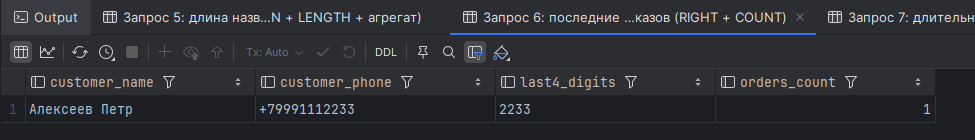 Output Запрос 5: длина назв...N + LENGTH + агрегат) Запрос 6: последние ...казов (RIGHT + COUNT) Запрос 7: длительн
Tx: Auto DDL
customer_name customer_phone last4_digits orders_count
1 Алексеев Петр +79991112233 2233 1